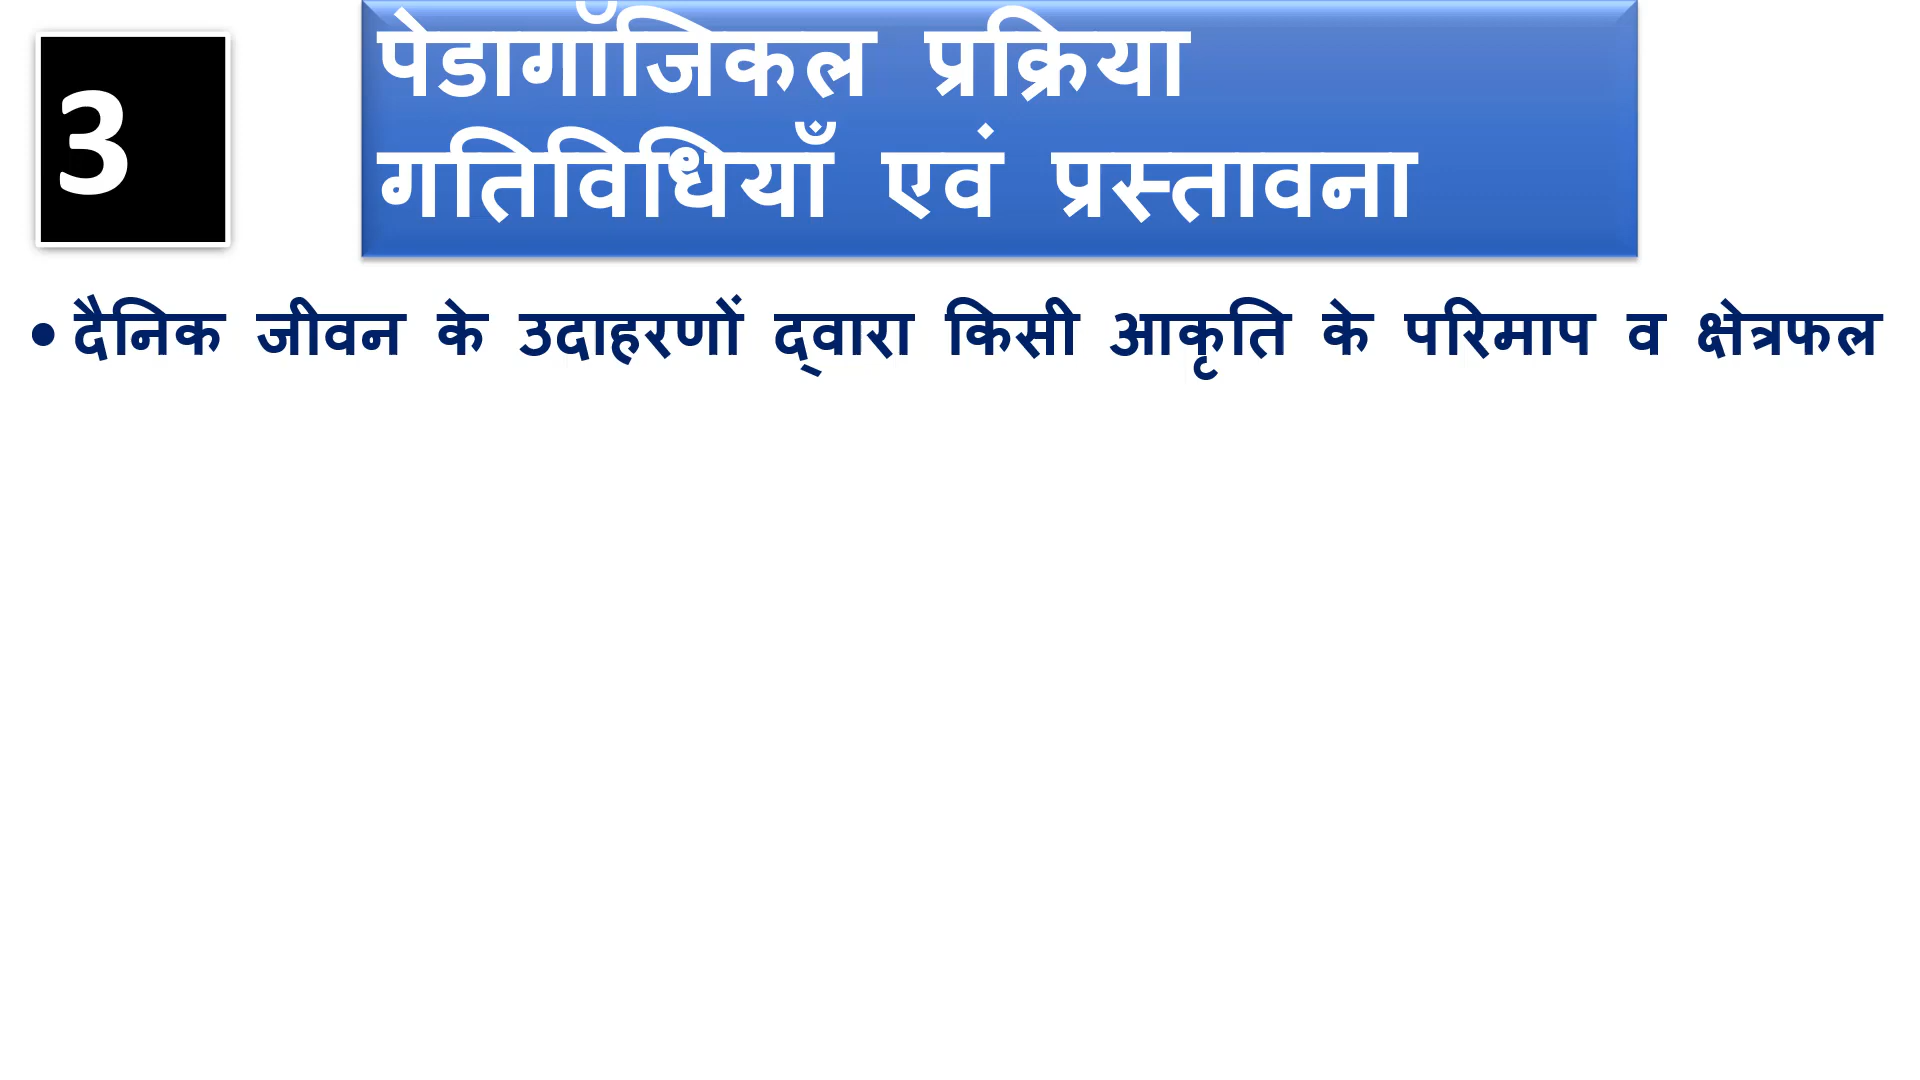 3
पेडागॉजिकल प्रक्रिया
गतिविधियाँ एवं प्रस्तावना
• दैनिक जीवन के उदाहरणों द्वारा किसी आकृति के परिमाप व क्षेत्रफल